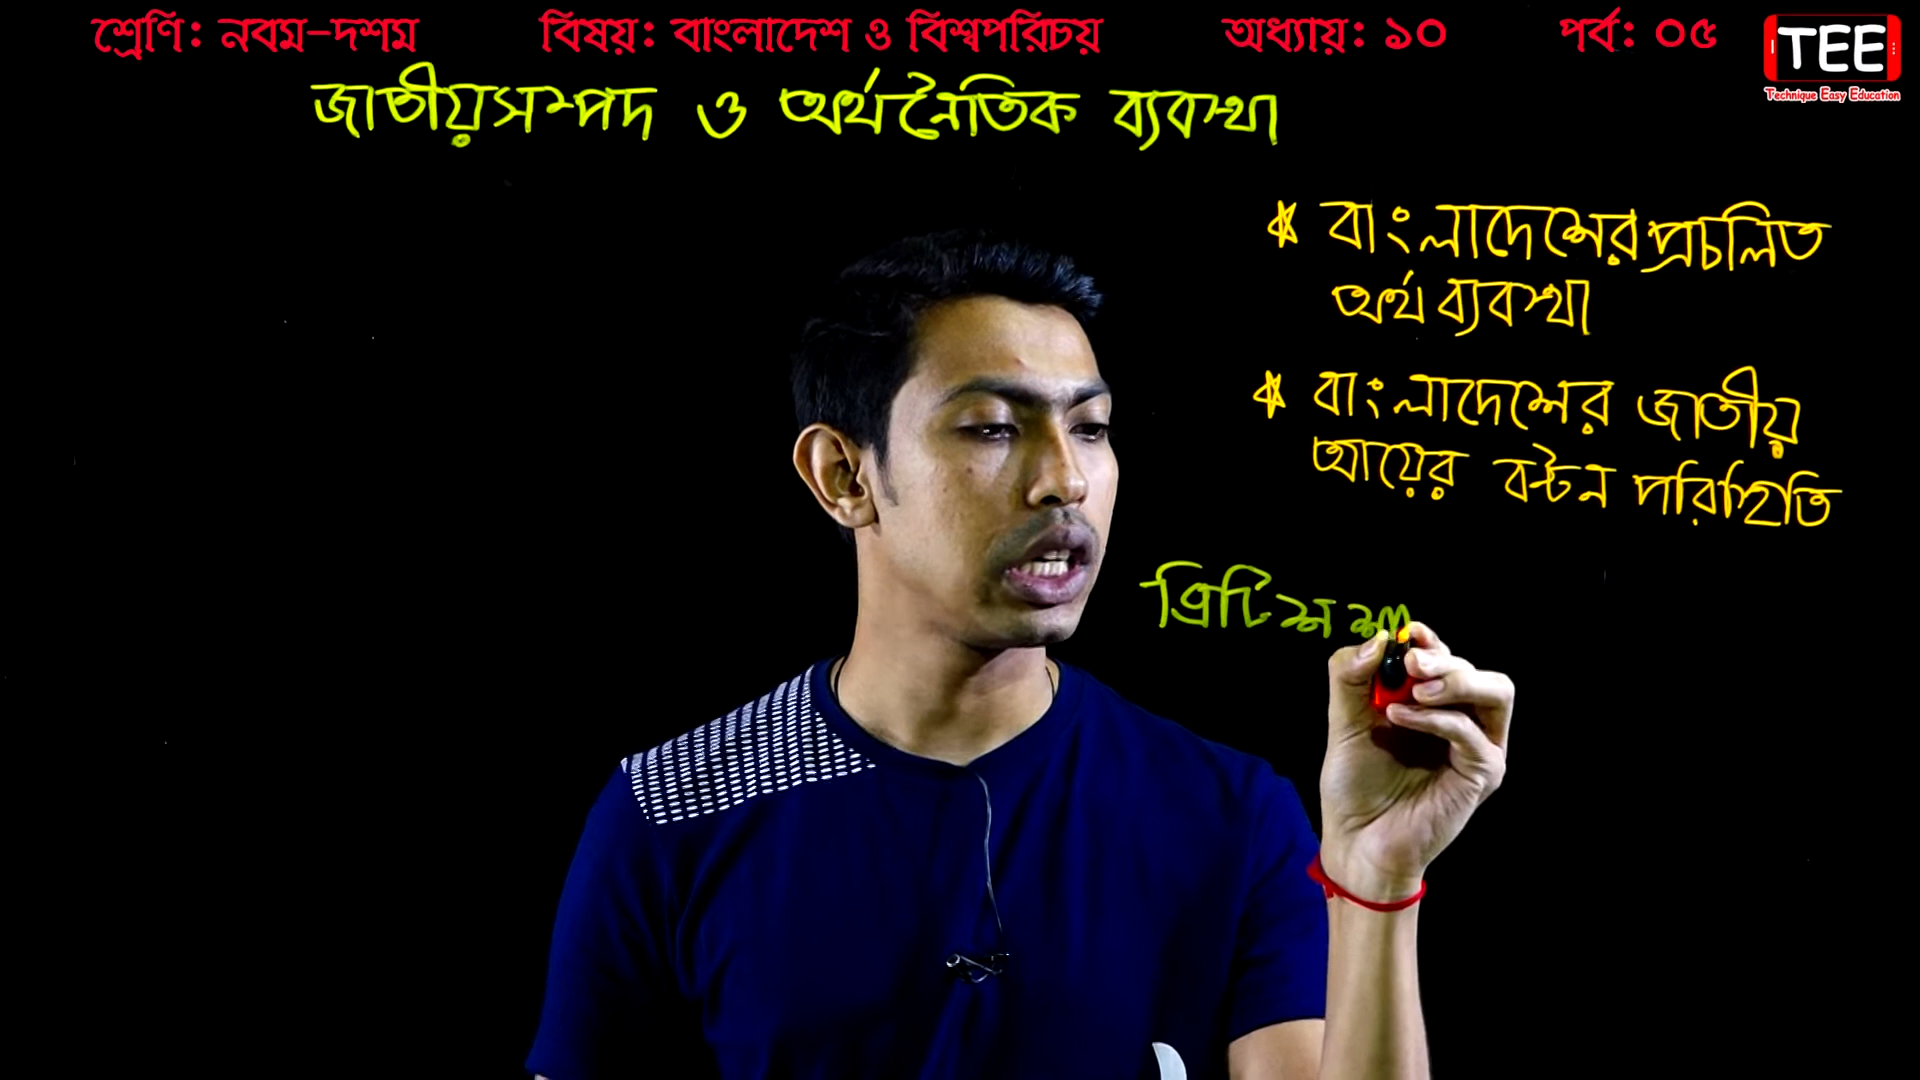 শ্রেণি: নবম-দশম বিষয়: বাংলাদেশ ও বিশ্বপরিচয় অধ্যায়: ১০ পর্ব: ০৫
TEE
Technique Easy Education
জাতীয় সম্পদ ও অর্থনৈতিক ব্যবস্থা
* বাংলাদেশের প্রচলিত
অর্থ ব্যবস্থা
* বাংলাদেশের জাতীয়
আয়ের বন্টন পরিস্থিতি
ব্রিটিশ শা